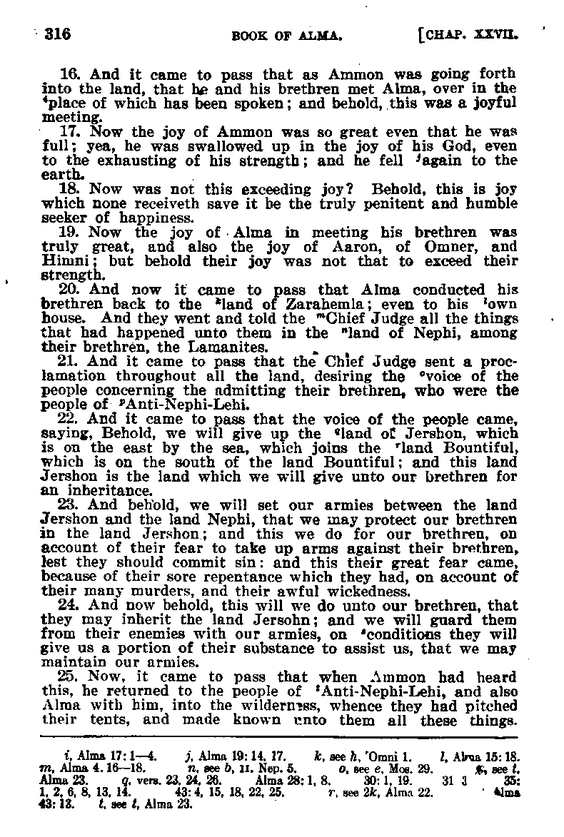 316 BOOK OF ALMA. [CHAP. XXVII.
16. And it came to pass that as Ammon was going forth
into the land, that he and his brethren met Alma, over in the
ⁱplace of which has been spoken; and behold, this was a joyful
meeting.
17. Now the joy of Ammon was so great even that he was
full; yea, he was swallowed up in the joy of his God, even
to the exhausting of his strength; and he fell ʲagain to the
earth.
18. Now was not this exceeding joy? Behold, this is joy
which none receiveth save it be the truly penitent and humble
seeker of happiness.
19. Now the joy of Alma in meeting his brethren was
truly great, and also the joy of Aaron, of Omner, and
Himni; but behold their joy was not that to exceed their
strength.
20. And now it came to pass that Alma conducted his
brethren back to the ᵏland of Zarahemla; even to his ˡown
house. And they went and told the ᵐChief Judge all the things
that had happened unto them in the ⁿland of Nephi, among
their brethren, the Lamanites.
21. And it came to pass that the Chief Judge sent a proc-
lamation throughout all the land, desiring the ᵒvoice of the
people concerning the admitting their brethren, who were the
people of ᵖAnti-Nephi-Lehi.
22. And it came to pass that the voice of the people came,
saying, Behold, we will give up the qland of Jershon, which
is on the east by the sea, which joins the ʳland Bountiful,
which is on the south of the land Bountiful; and this land
Jershon is the land which we will give unto our brethren for
an inheritance.
23. And behold, we will set our armies between the land
Jershon and the land Nephi, that we may protect our brethren
in the land Jershon; and this we do for our brethren, on
account of their fear to take up arms against their brethren,
lest they should commit sin: and this their great fear came,
because of their sore repentance which they had, on account of
their many murders, and their awful wickedness.
24. And now behold, this will we do unto our brethren, that
they may inherit the land Jersohn; and we will guard them
from their enemies with our armies, on ˢconditions they will
give us a portion of their substance to assist us, that we may
maintain our armies.
25. Now, it came to pass that when Ammon had heard
this, he returned to the people of ᵗAnti-Nephi-Lehi, and also
Alma with him, into the wilderness, whence they had pitched
their tents, and made known unto them all these things.
i, Alma 17: 1—4. j, Alma 19: 14, 17. k, see h, Omni 1. l, Alma 15: 18.
m, Alma 4. 16—18. n, see b, II. Nep. 5. o, see e, Mos. 29. see t,
Alma 23. q, vers. 23, 24, 26. Alma 28: 1, 8. 30: 1, 19. 31 3 35:
1, 2, 6, 8, 13, 14. 43: 4, 15, 18, 22, 25. r, see 2k, Alma 22. Alma
43: 13. t, see t, Alma 23.